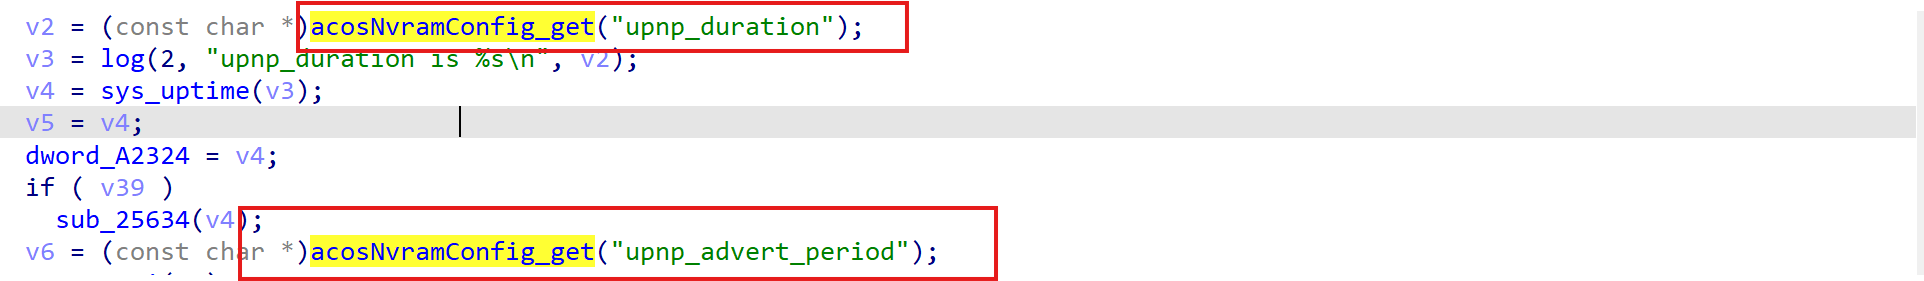 v2 = (const char *)acosNvramConfig_get("upnp_duration");
v3 = log(2, "upnp_duration is %s\n", v2);
v4 = sys_uptime(v3);
v5 = v4;
dword_A2324 = v4;
if ( v39 )
  sub_25634(v4);
v6 = (const char *)acosNvramConfig_get("upnp_advert_period");